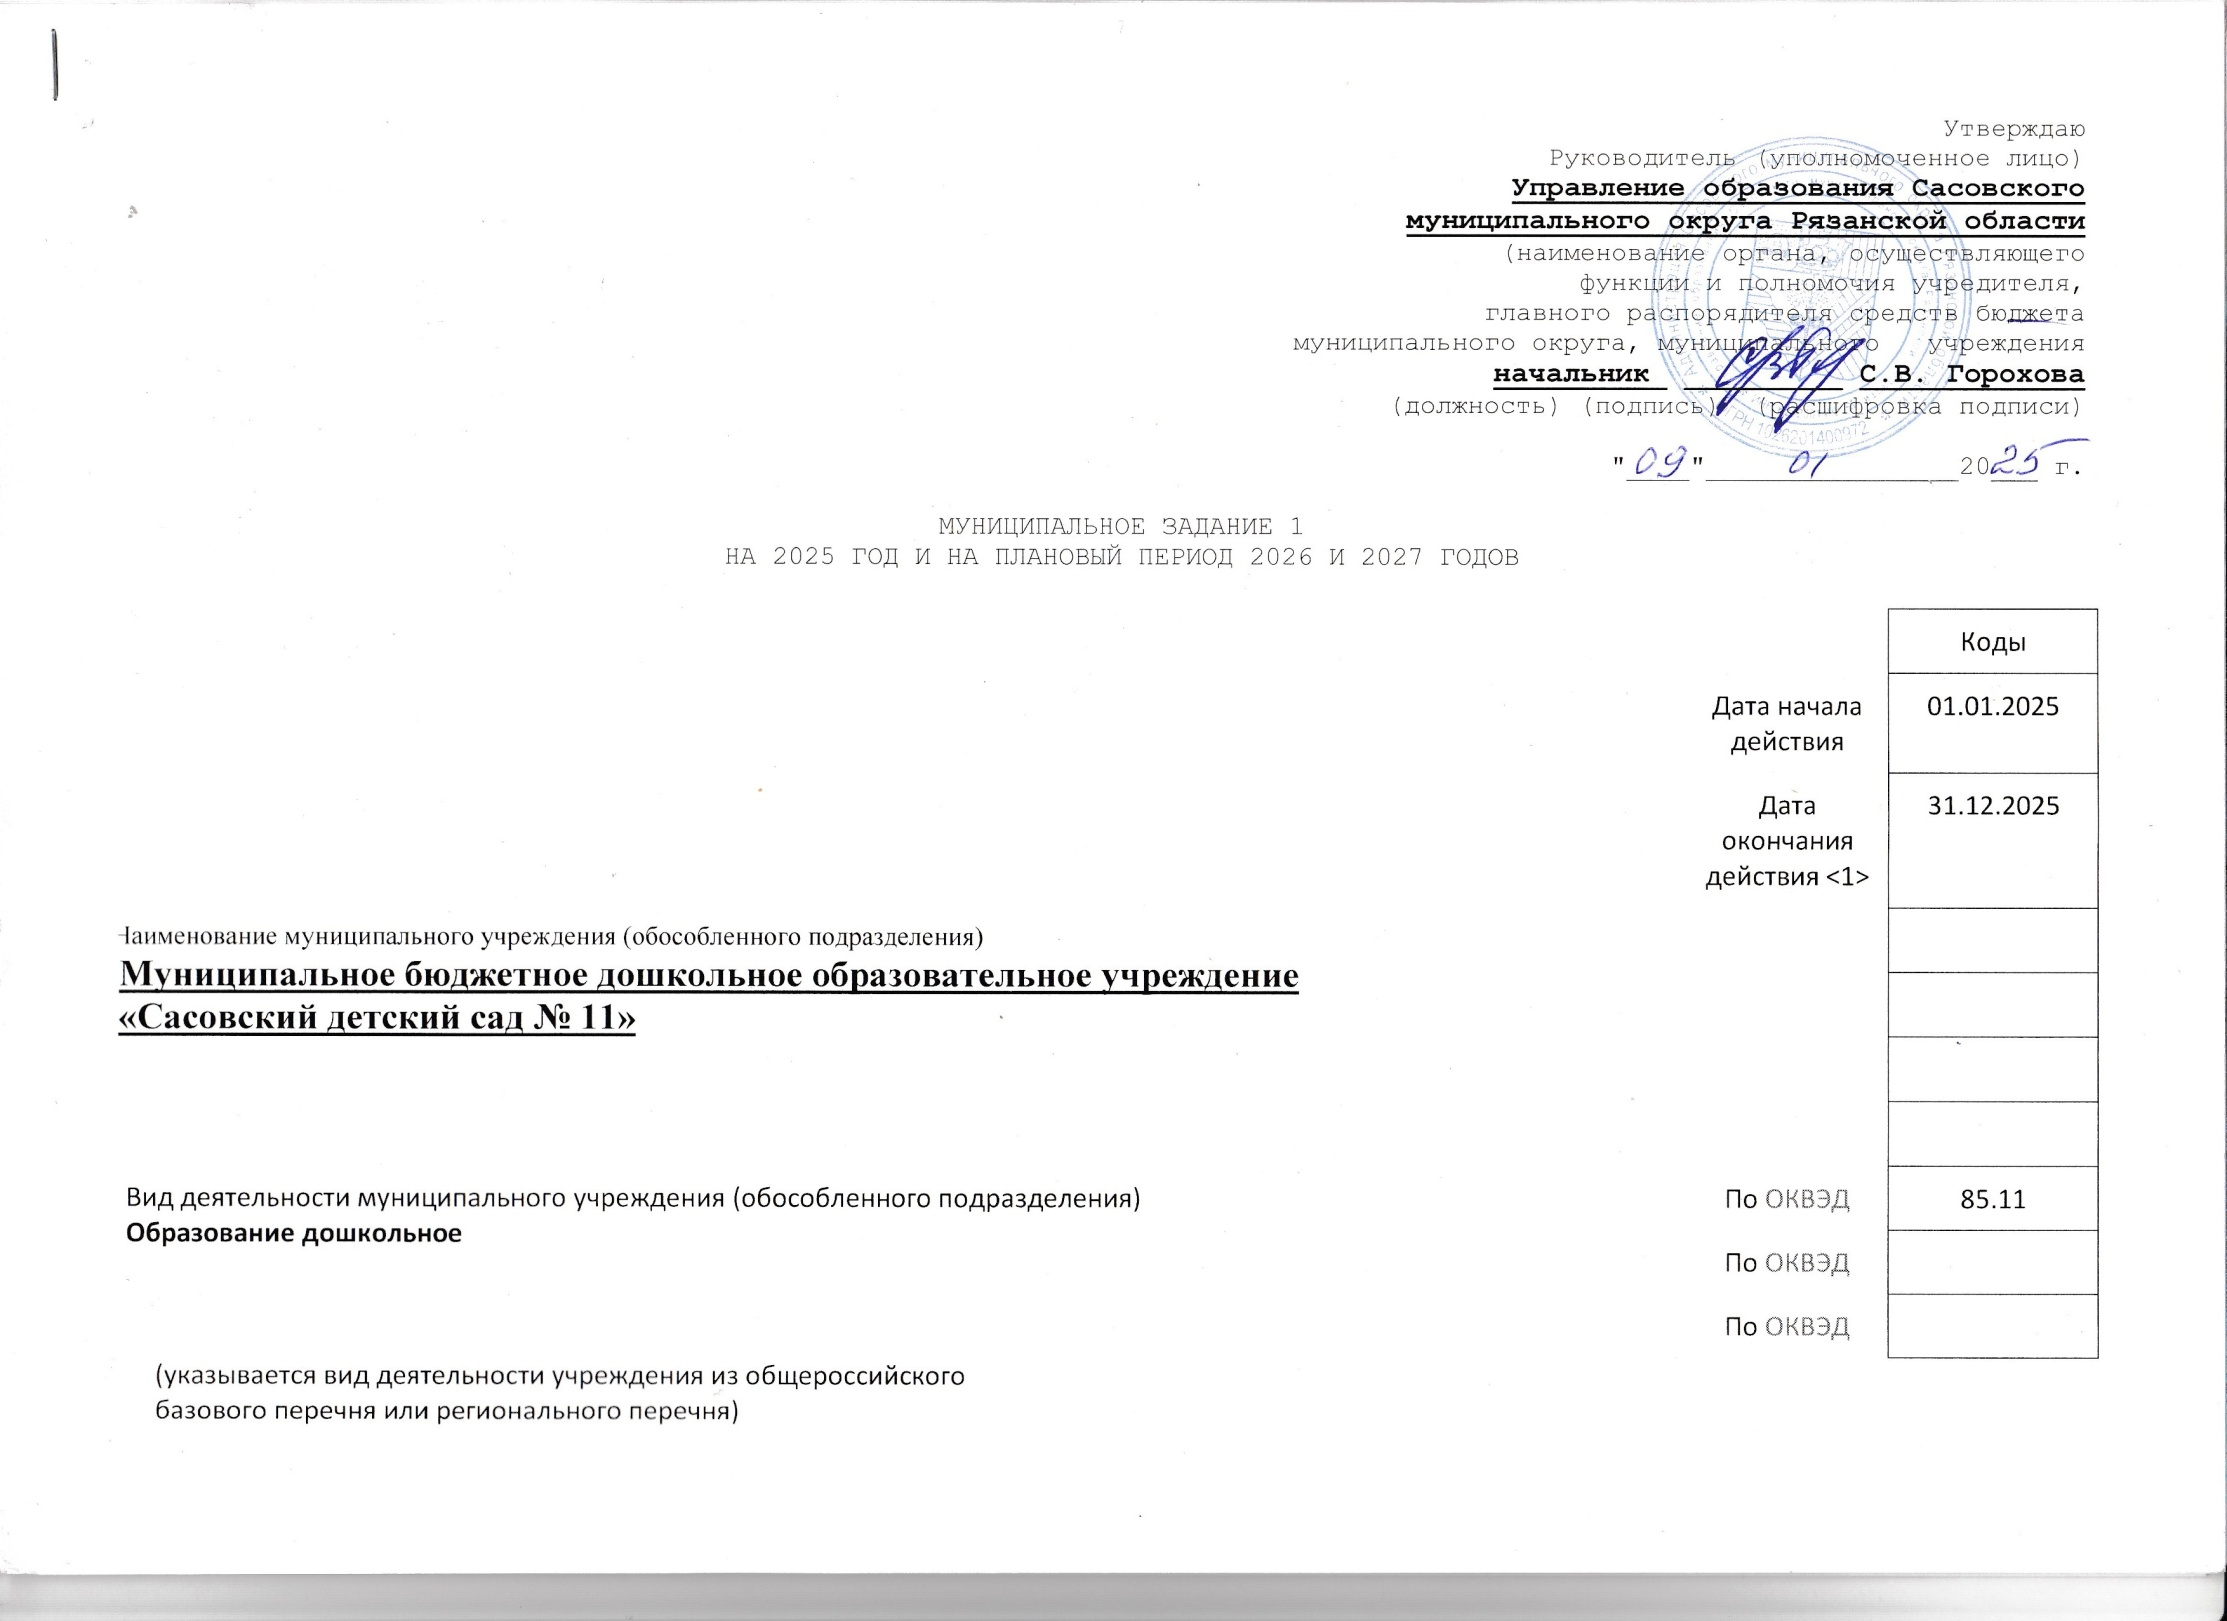 Утверждаю
Руководитель (уполномоченное лицо)
Управление образования Сасовского
муниципального округа Рязанской области
(наименование органа, осуществляющего
функции и полномочия учредителя,
главного распорядителя средств бюджета
муниципального округа, муниципального учреждения
начальник ____ С.В. Горохова
(должность) (подпись) (расшифровка подписи)
ОГРН 1026201400972
"09" 01 2025 г.
МУНИЦИПАЛЬНОЕ ЗАДАНИЕ 1
НА 2025 ГОД И НА ПЛАНОВЫЙ ПЕРИОД 2026 И 2027 ГОДОВ
Коды
Дата начала 01.01.2025
действия
Дата 31.12.2025
окончания
действия <1>
Наименование муниципального учреждения (обособленного подразделения)
Муниципальное бюджетное дошкольное образовательное учреждение
«Сасовский детский сад № 11»
Вид деятельности муниципального учреждения (обособленного подразделения) По ОКВЭД 85.11
Образование дошкольное
По ОКВЭД
По ОКВЭД
(указывается вид деятельности учреждения из общероссийского
базового перечня или регионального перечня)